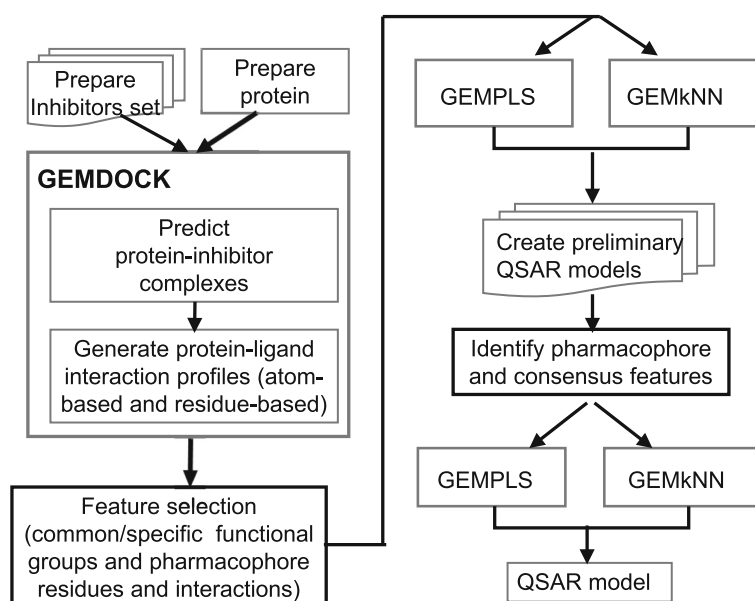 Prepare
Inhibitors set
Prepare
protein
GEMDOCK
Predict
protein-inhibitor
complexes
Generate protein-ligand
interaction profiles (atom-
based and residue-based)
Feature selection
(common/specific functional
groups and pharmacophore
residues and interactions)
GEMPLS
GEMkNN
Create preliminary
QSAR models
Identify pharmacophore
and consensus features
GEMPLS
GEMkNN
QSAR model